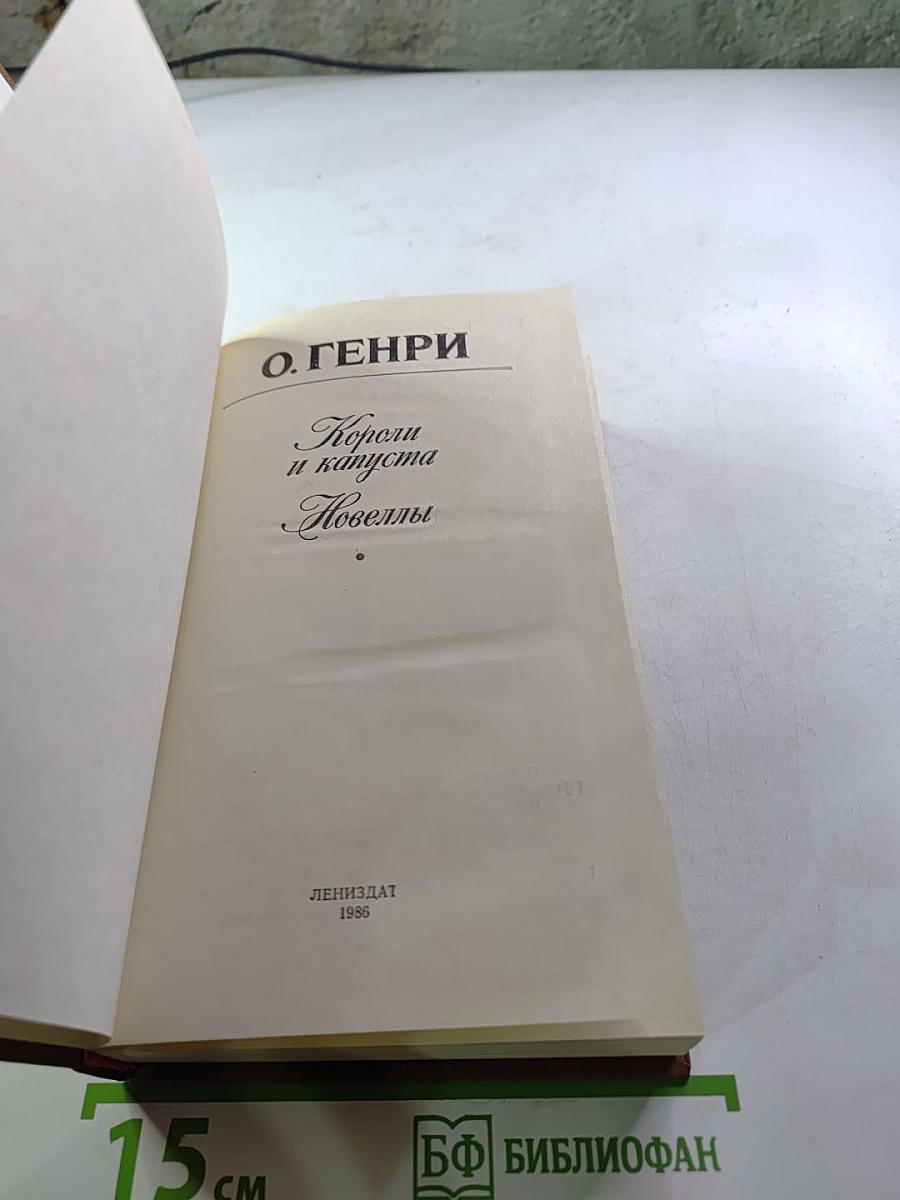 О. ГЕНРИ
Короли
и капуста
Новеллы
ЛЕНИЗДАТ
1986
15 см
БФ БИБЛИОФАН